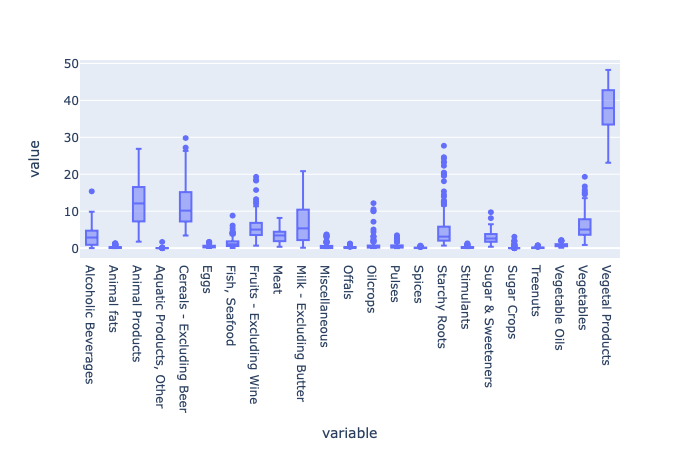 50
40
30
20
10
0
value
Alcoholic Beverages
Animal fats
Animal Products
Aquatic Products, Other
Cereals - Excluding Beer
Eggs
Fish, Seafood
Fruits - Excluding Wine
Meat
Milk - Excluding Butter
Miscellaneous
Offals
Oilcrops
Pulses
Spices
Starchy Roots
Stimulants
Sugar & Sweeteners
Sugar Crops
Treenuts
Vegetable Oils
Vegetables
Vegetal Products
variable